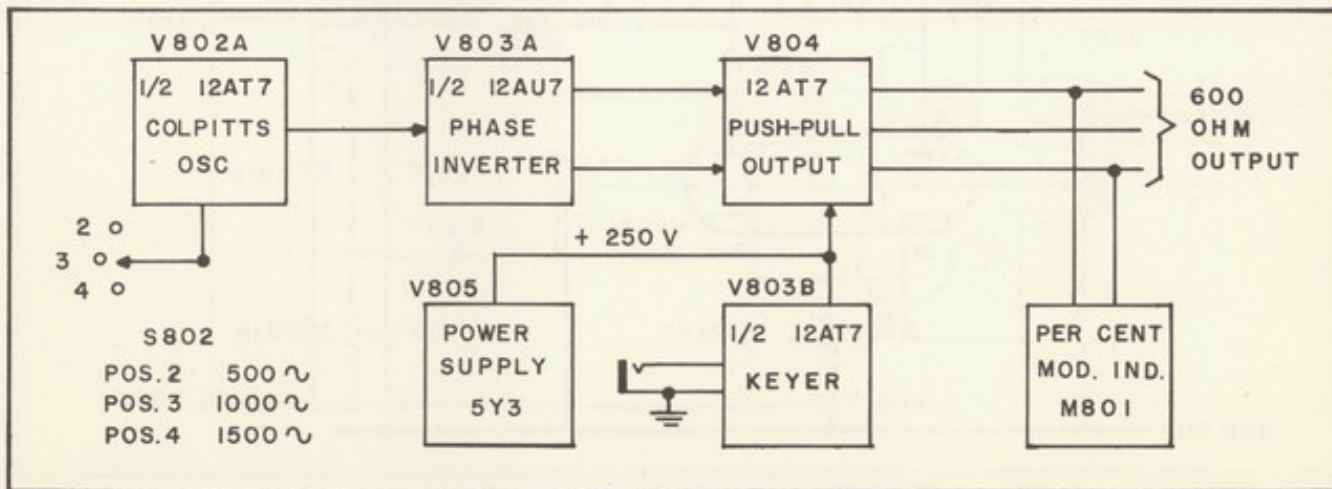 V802A
1/2 12AT7
COLPITTS
OSC
V803A
1/2 12AU7
PHASE
INVERTER
V804
12AT7
PUSH-PULL
OUTPUT
600
OHM
OUTPUT
2
3
4
+ 250 V
S802
POS. 2 500 ∿
POS. 3 1000 ∿
POS. 4 1500 ∿
V805
POWER
SUPPLY
5Y3
V803B
1/2 12AT7
KEYER
PER CENT
MOD. IND.
M801